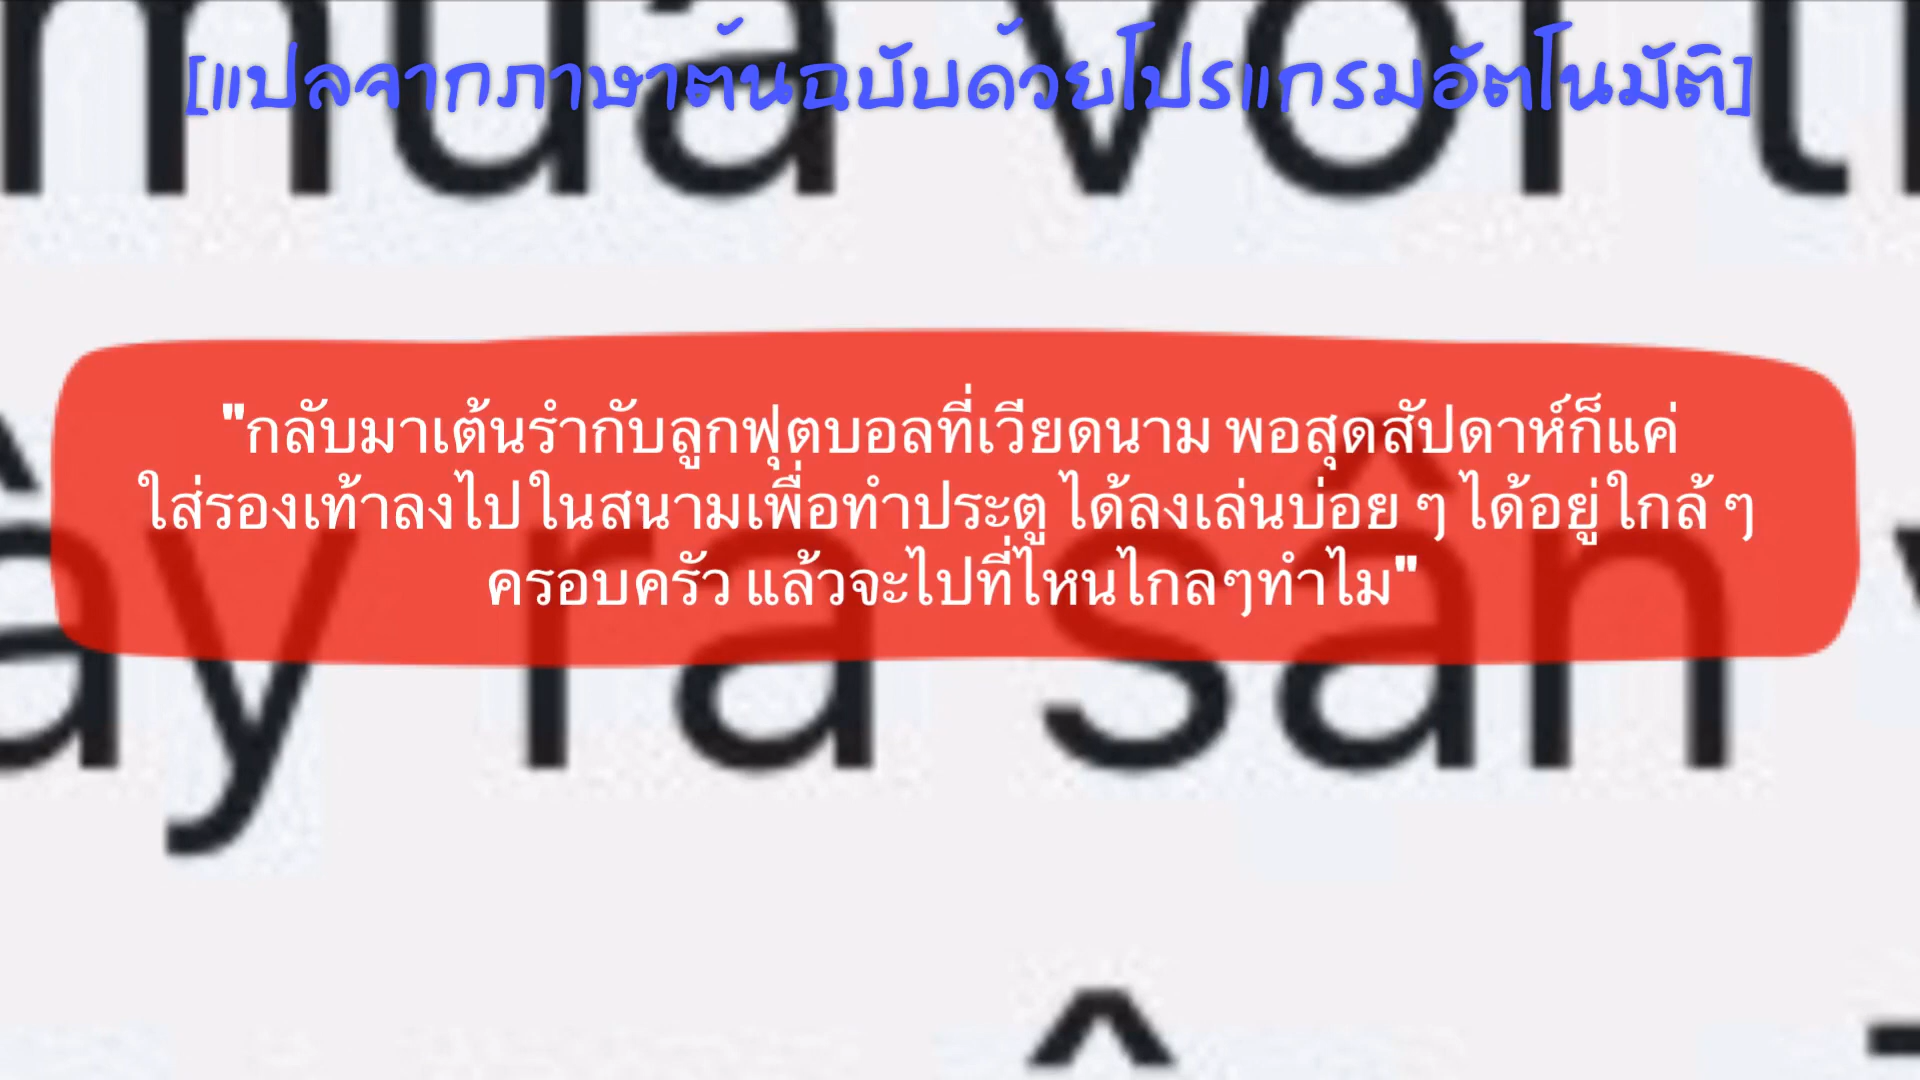 múa với
[แปลจากภาษาต้นฉบับด้วยโปรแกรมอัตโนมัติ]
"กลับมาเต้นรำกับลูกฟุตบอลที่เวียดนาม พอสุดสัปดาห์ก็แค่
ใส่รองเท้าลงไปในสนามเพื่อทำประตู ได้ลงเล่นบ่อย ๆ ได้อยู่ใกล้ ๆ
ครอบครัว แล้วจะไปที่ไหนไกลๆทำไม"
ra sân